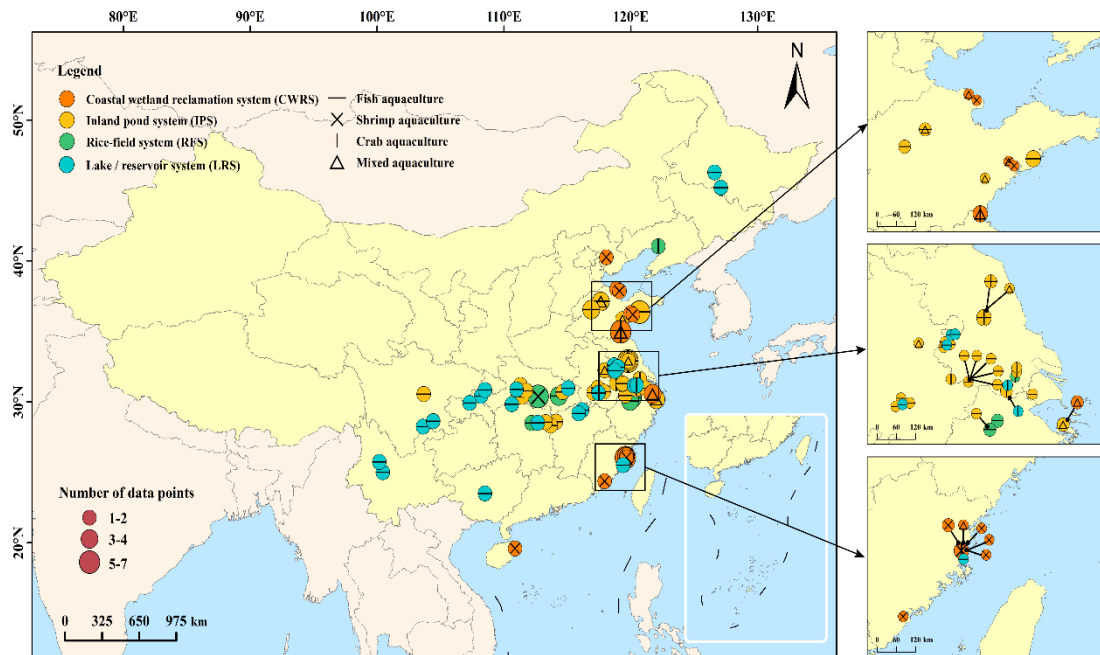 80°E 90°E 100°E 110°E 120°E 130°E
N
Legend
Coastal wetland reclamation system (CWRS)
Inland pond system (IPS)
Rice-field system (RFS)
Lake / reservoir system (LRS)
Fish aquaculture
Shrimp aquaculture
Crab aquaculture
Mixed aquaculture
50°N
40°N
30°N
20°N
Number of data points
1-2
3-4
5-7
0 325 650 975 km
0 60 120 km
0 60 120 km
0 60 120 km